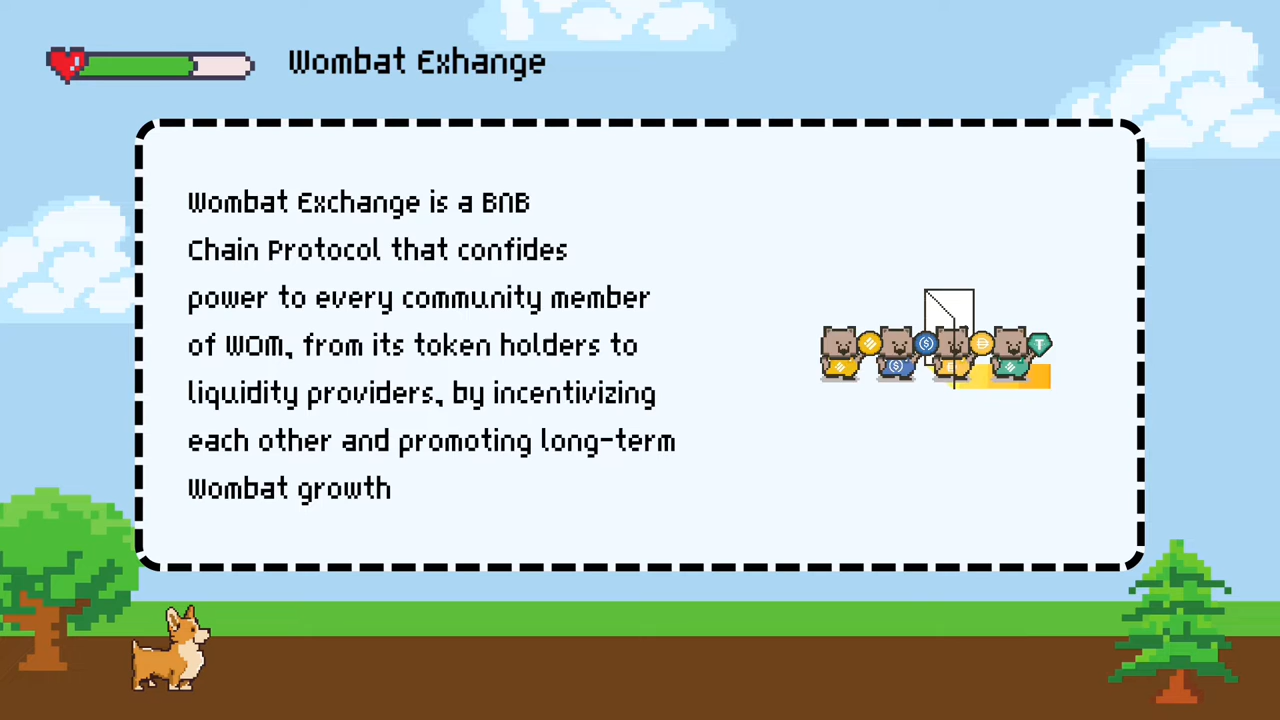 Wombat Exhange
Wombat Exchange is a BNB
Chain Protocol that confides
power to every community member
of WOM, from its token holders to
liquidity providers, by incentivizing
each other and promoting long-term
Wombat growth